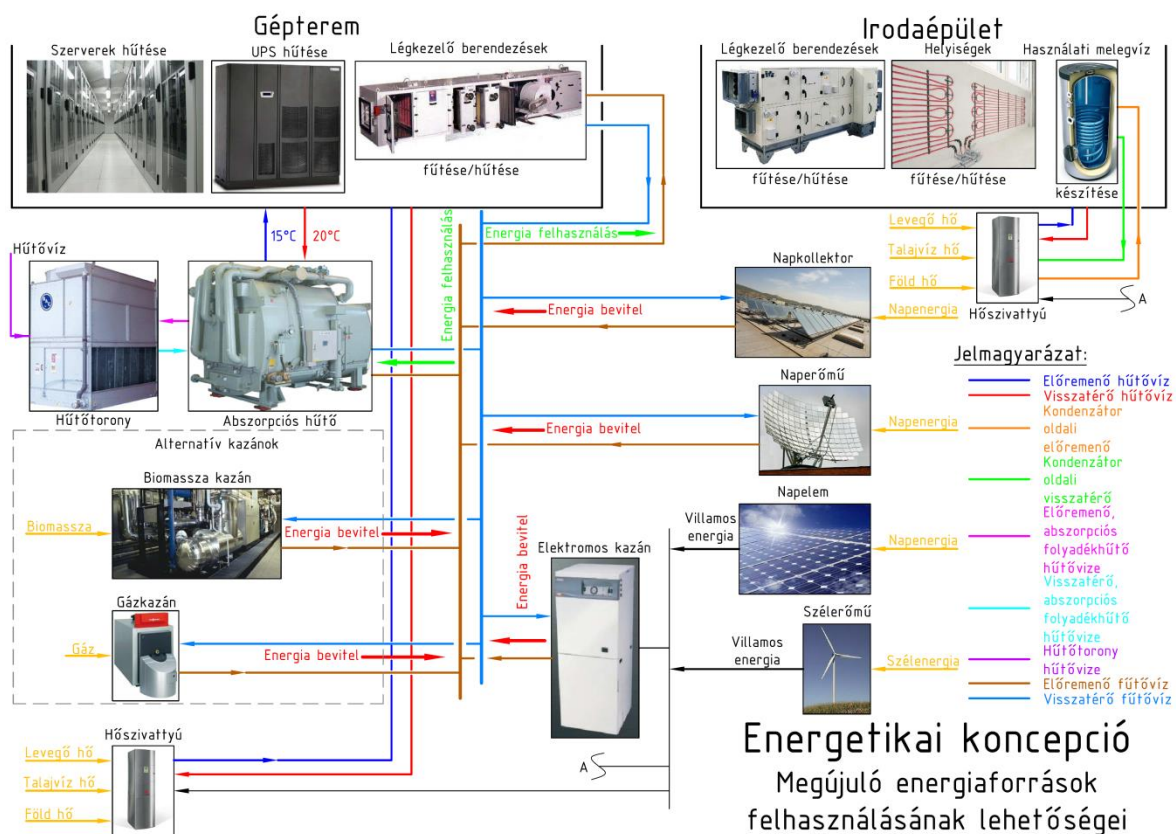 Gépterem
Szerverek hűtése
UPS hűtése
Légkezelő berendezések
fűtése/hűtése
Irodaépület
Légkezelő berendezések
fűtése/hűtése
Helyiségek
fűtése/hűtése
Használati melegvíz
készítése
15°C
20°C
Energia felhasználás
Energia felhasználás
Levegő hő
Talajvíz hő
Föld hő
Hőszivattyú
A
Hűtővíz
Hűtőtorony
Abszorpciós hűtő
Napkollektor
Energia bevitel
Napenergia
Naperőmű
Energia bevitel
Napenergia
Alternatív kazánok
Biomassza kazán
Biomassza
Energia bevitel
Gázkazán
Gáz
Energia bevitel
Energia bevitel
Elektromos kazán
Napelem
Villamos
energia
Napenergia
Szélerőmű
Villamos
energia
Szélenergia
Hőszivattyú
Levegő hő
Talajvíz hő
Föld hő
A
Jelmagyarázat:
Előremenő hűtővíz
Visszatérő hűtővíz
Kondenzátor
oldali
előremenő
Kondenzátor
oldali
visszatérő
Előremenő,
abszorpciós
folyadékhűtő
hűtővize
Visszatérő,
abszorpciós
folyadékhűtő
hűtővize
Hűtőtorony
hűtővize
Előremenő fűtővíz
Visszatérő fűtővíz
Energetikai koncepció
Megújuló energiaforrások
felhasználásának lehetőségei